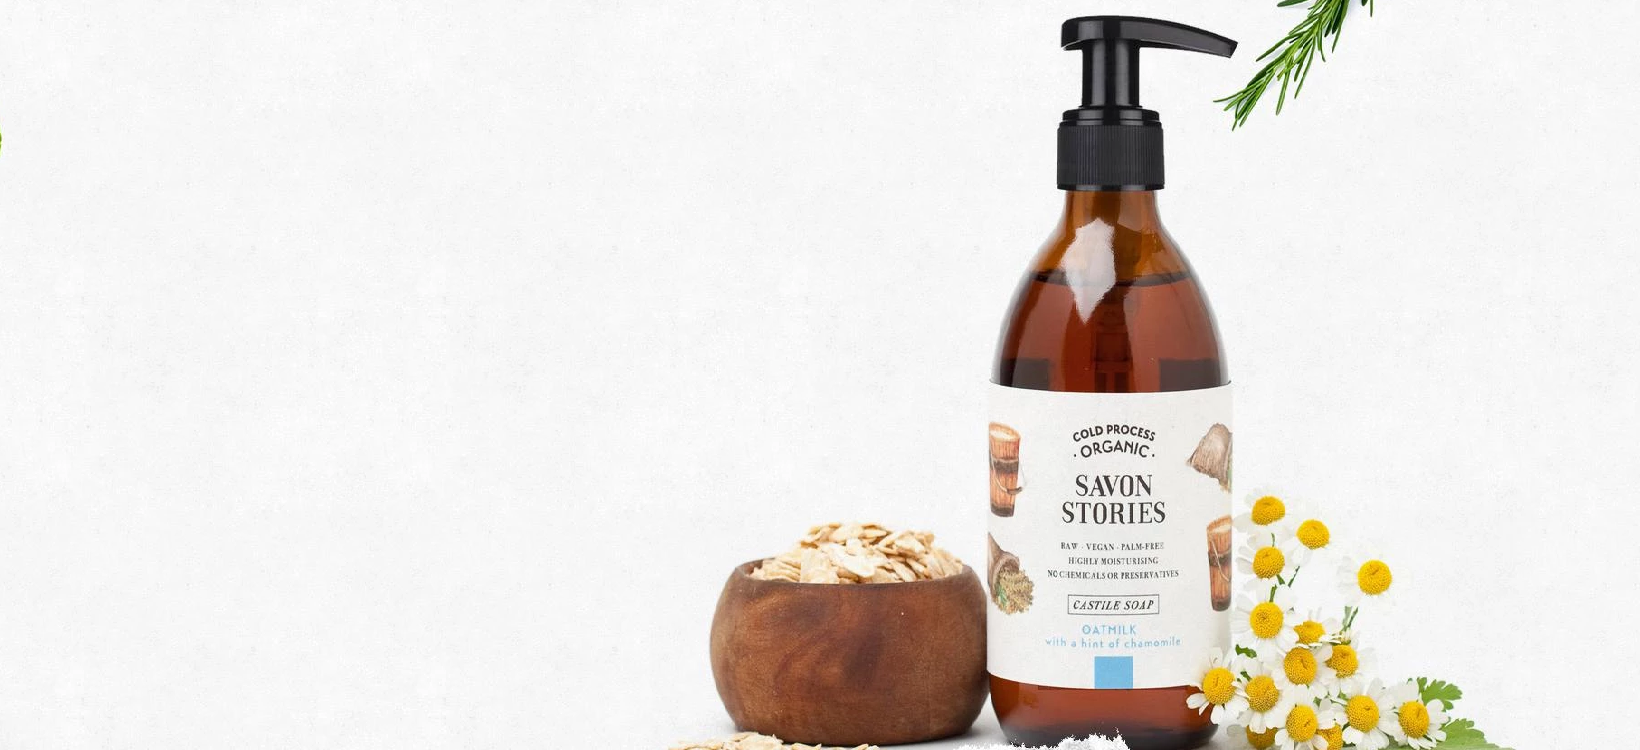 COLD PROCESS
· ORGANIC ·
SAVON
STORIES
RAW · VEGAN · PALM-FREE
HIGHLY MOISTURISING
NO CHEMICALS OR PRESERVATIVES
CASTILE SOAP
OATMILK
with a hint of chamomile